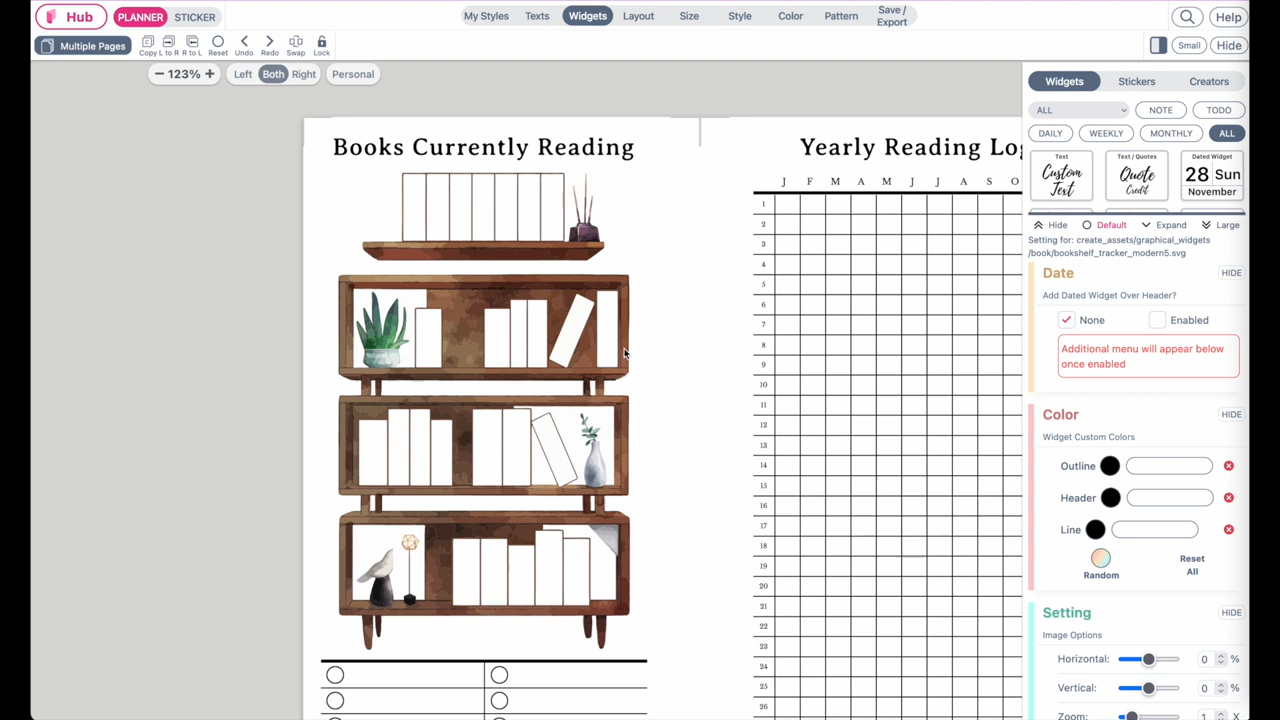 Hub
PLANNER
STICKER
My Styles
Texts
Widgets
Layout
Size
Style
Color
Pattern
Save /
Export
Help
Multiple Pages
Copy L to R
R to L
Reset
Undo
Redo
Swap
Lock
Small
Hide
123%
Left
Both
Right
Personal
Widgets
Stickers
Creators
ALL
NOTE
TODO
DAILY
WEEKLY
MONTHLY
ALL
Text
Custom
Text
Text / Quotes
Quote
Credit
Dated Widget
28 Sun
November
Hide
Default
Expand
Large
Setting for: create_assets/graphical_widgets
/book/bookshelf_tracker_modern5.svg
Date
HIDE
Add Dated Widget Over Header?
None
Enabled
Additional menu will appear below
once enabled
Color
HIDE
Widget Custom Colors
Outline
Header
Line
Random
Reset
All
Setting
HIDE
Image Options
Horizontal:
0
%
Vertical:
0
%
Zoom:
1
X
Books Currently Reading
Yearly Reading Log
J F M A M J J A S O
1
2
3
4
5
6
7
8
9
10
11
12
13
14
15
16
17
18
19
20
21
22
23
24
25
26